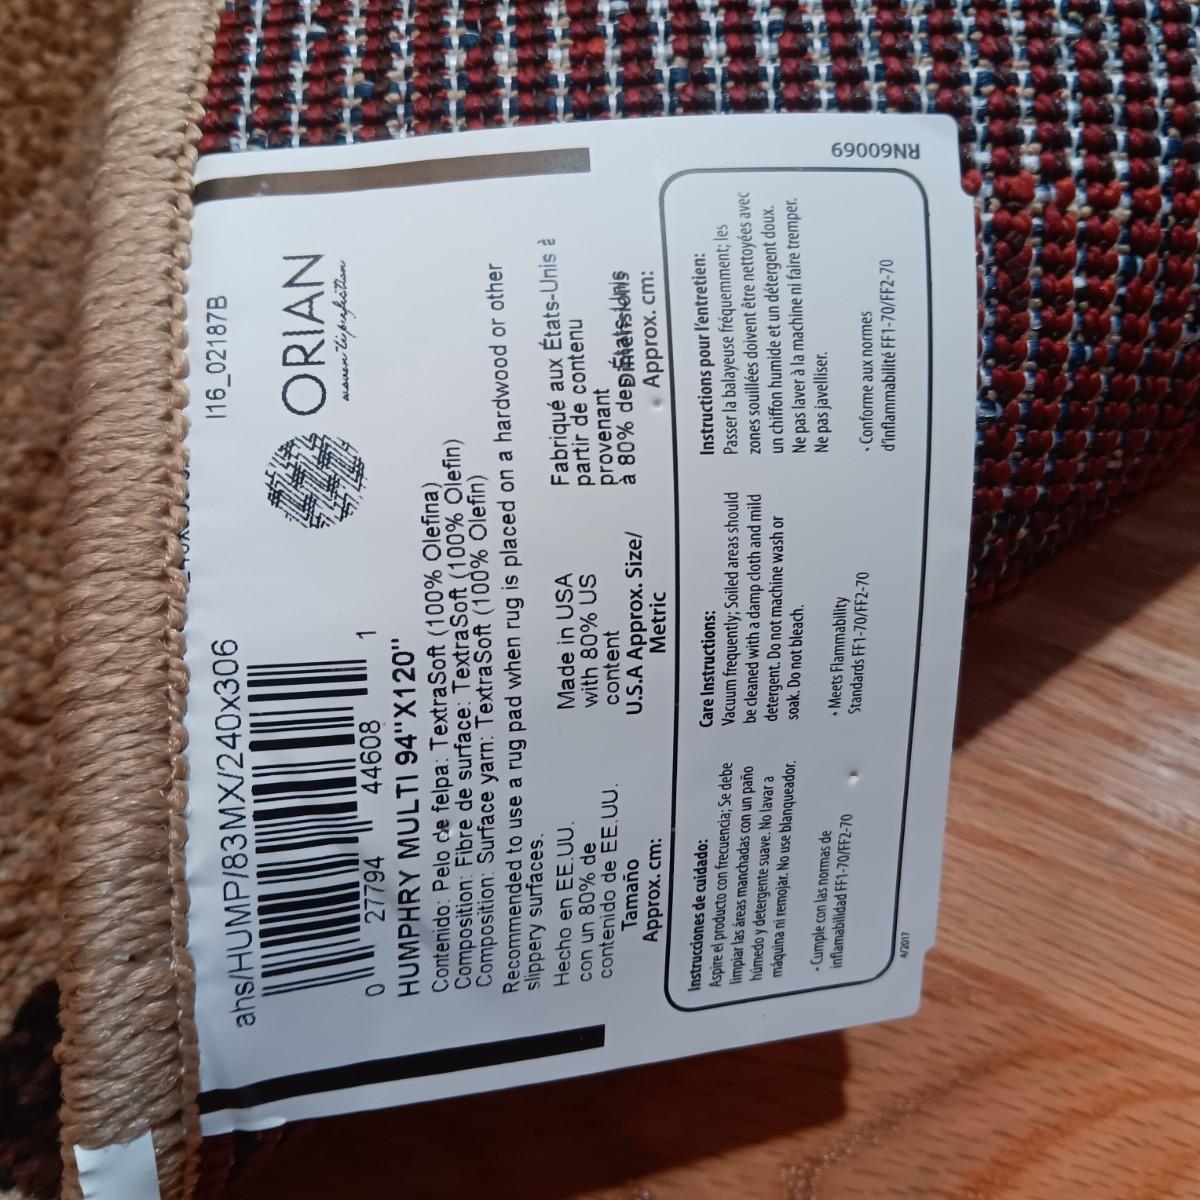 ahs/HUMP/83MX/240x306
I16_02187B
0 27794 44608 1
ORIAN
HUMPHRY MULTI 94"X120"
Contenido: Pelo de felpa: TextraSoft (100% Olefina)
Composition: Fibre de surface: TextraSoft (100% Olefin)
Composition: Surface yarn: TextraSoft (100% Olefin)
Recommended to use a rug pad when rug is placed on a hardwood or other
slippery surfaces.
Hecho en EE.UU.
con un 80% de
contenido de EE.UU.
Tamaño
Approx. cm:
Made in USA
with 80% US
content
U.S.A Approx. Size/
Metric
Fabriqué aux États-Unis à
partir de contenu
provenant
à 80% des
Approx. cm:
Instrucciones de cuidado:
Aspire el producto con frecuencia; Se debe
limpiar las áreas manchadas con un paño
húmedo y detergente suave. No lavar a
máquina ni remojar. No use blanqueador.
• Cumple con las normas de
inflamabilidad FF1-70/FF2-70
Care Instructions:
Vacuum frequently; Soiled areas should
be cleaned with a damp cloth and mild
detergent. Do not machine wash or
soak. Do not bleach.
• Meets Flammability
Standards FF1-70/FF2-70
Instructions pour l'entretien:
Passer la balayeuse fréquemment; les
zones souillées doivent être nettoyées avec
un chiffon humide et un détergent doux.
Ne pas laver à la machine ni faire tremper.
Ne pas javelliser.
• Conforme aux normes
d'inflammabilité FF1-70/FF2-70
4/2017
RN60069